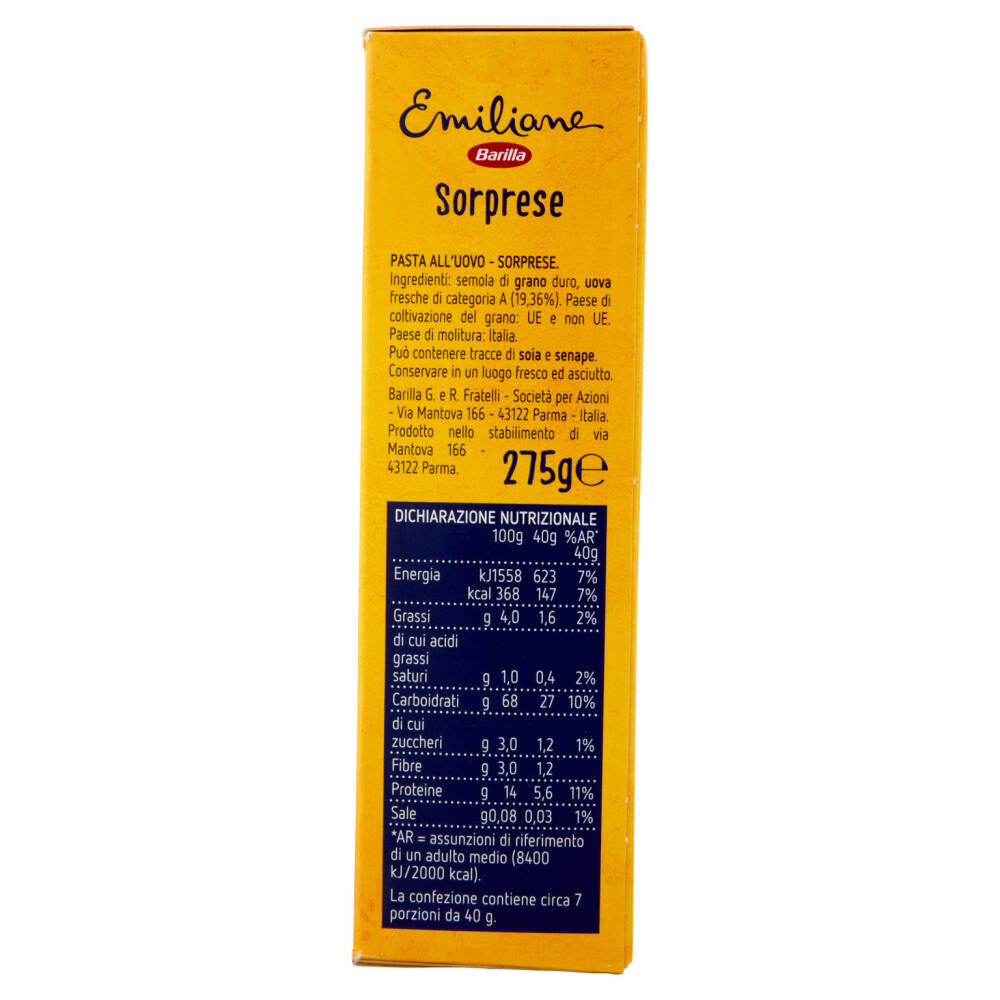 Emiliane
Barilla
Sorprese
PASTA ALL'UOVO - SORPRESE.
Ingredienti: semola di grano duro, uova
fresche di categoria A (19,36%). Paese di
coltivazione del grano: UE e non UE.
Paese di molitura: Italia.
Può contenere tracce di soia e senape.
Conservare in un luogo fresco ed asciutto.
Barilla G. e R. Fratelli - Società per Azioni
- Via Mantova 166 - 43122 Parma - Italia.
Prodotto nello stabilimento di via
Mantova 166 -
43122 Parma.
275g℮
DICHIARAZIONE NUTRIZIONALE
100g 40g %AR*
40g
Energia kJ1558 623 7%
kcal 368 147 7%
Grassi g 4,0 1,6 2%
di cui acidi
grassi
saturi g 1,0 0,4 2%
Carboidrati g 68 27 10%
di cui
zuccheri g 3,0 1,2 1%
Fibre g 3,0 1,2
Proteine g 14 5,6 11%
Sale g0,08 0,03 1%
*AR = assunzioni di riferimento
di un adulto medio (8400
kJ/2000 kcal).
La confezione contiene circa 7
porzioni da 40 g.